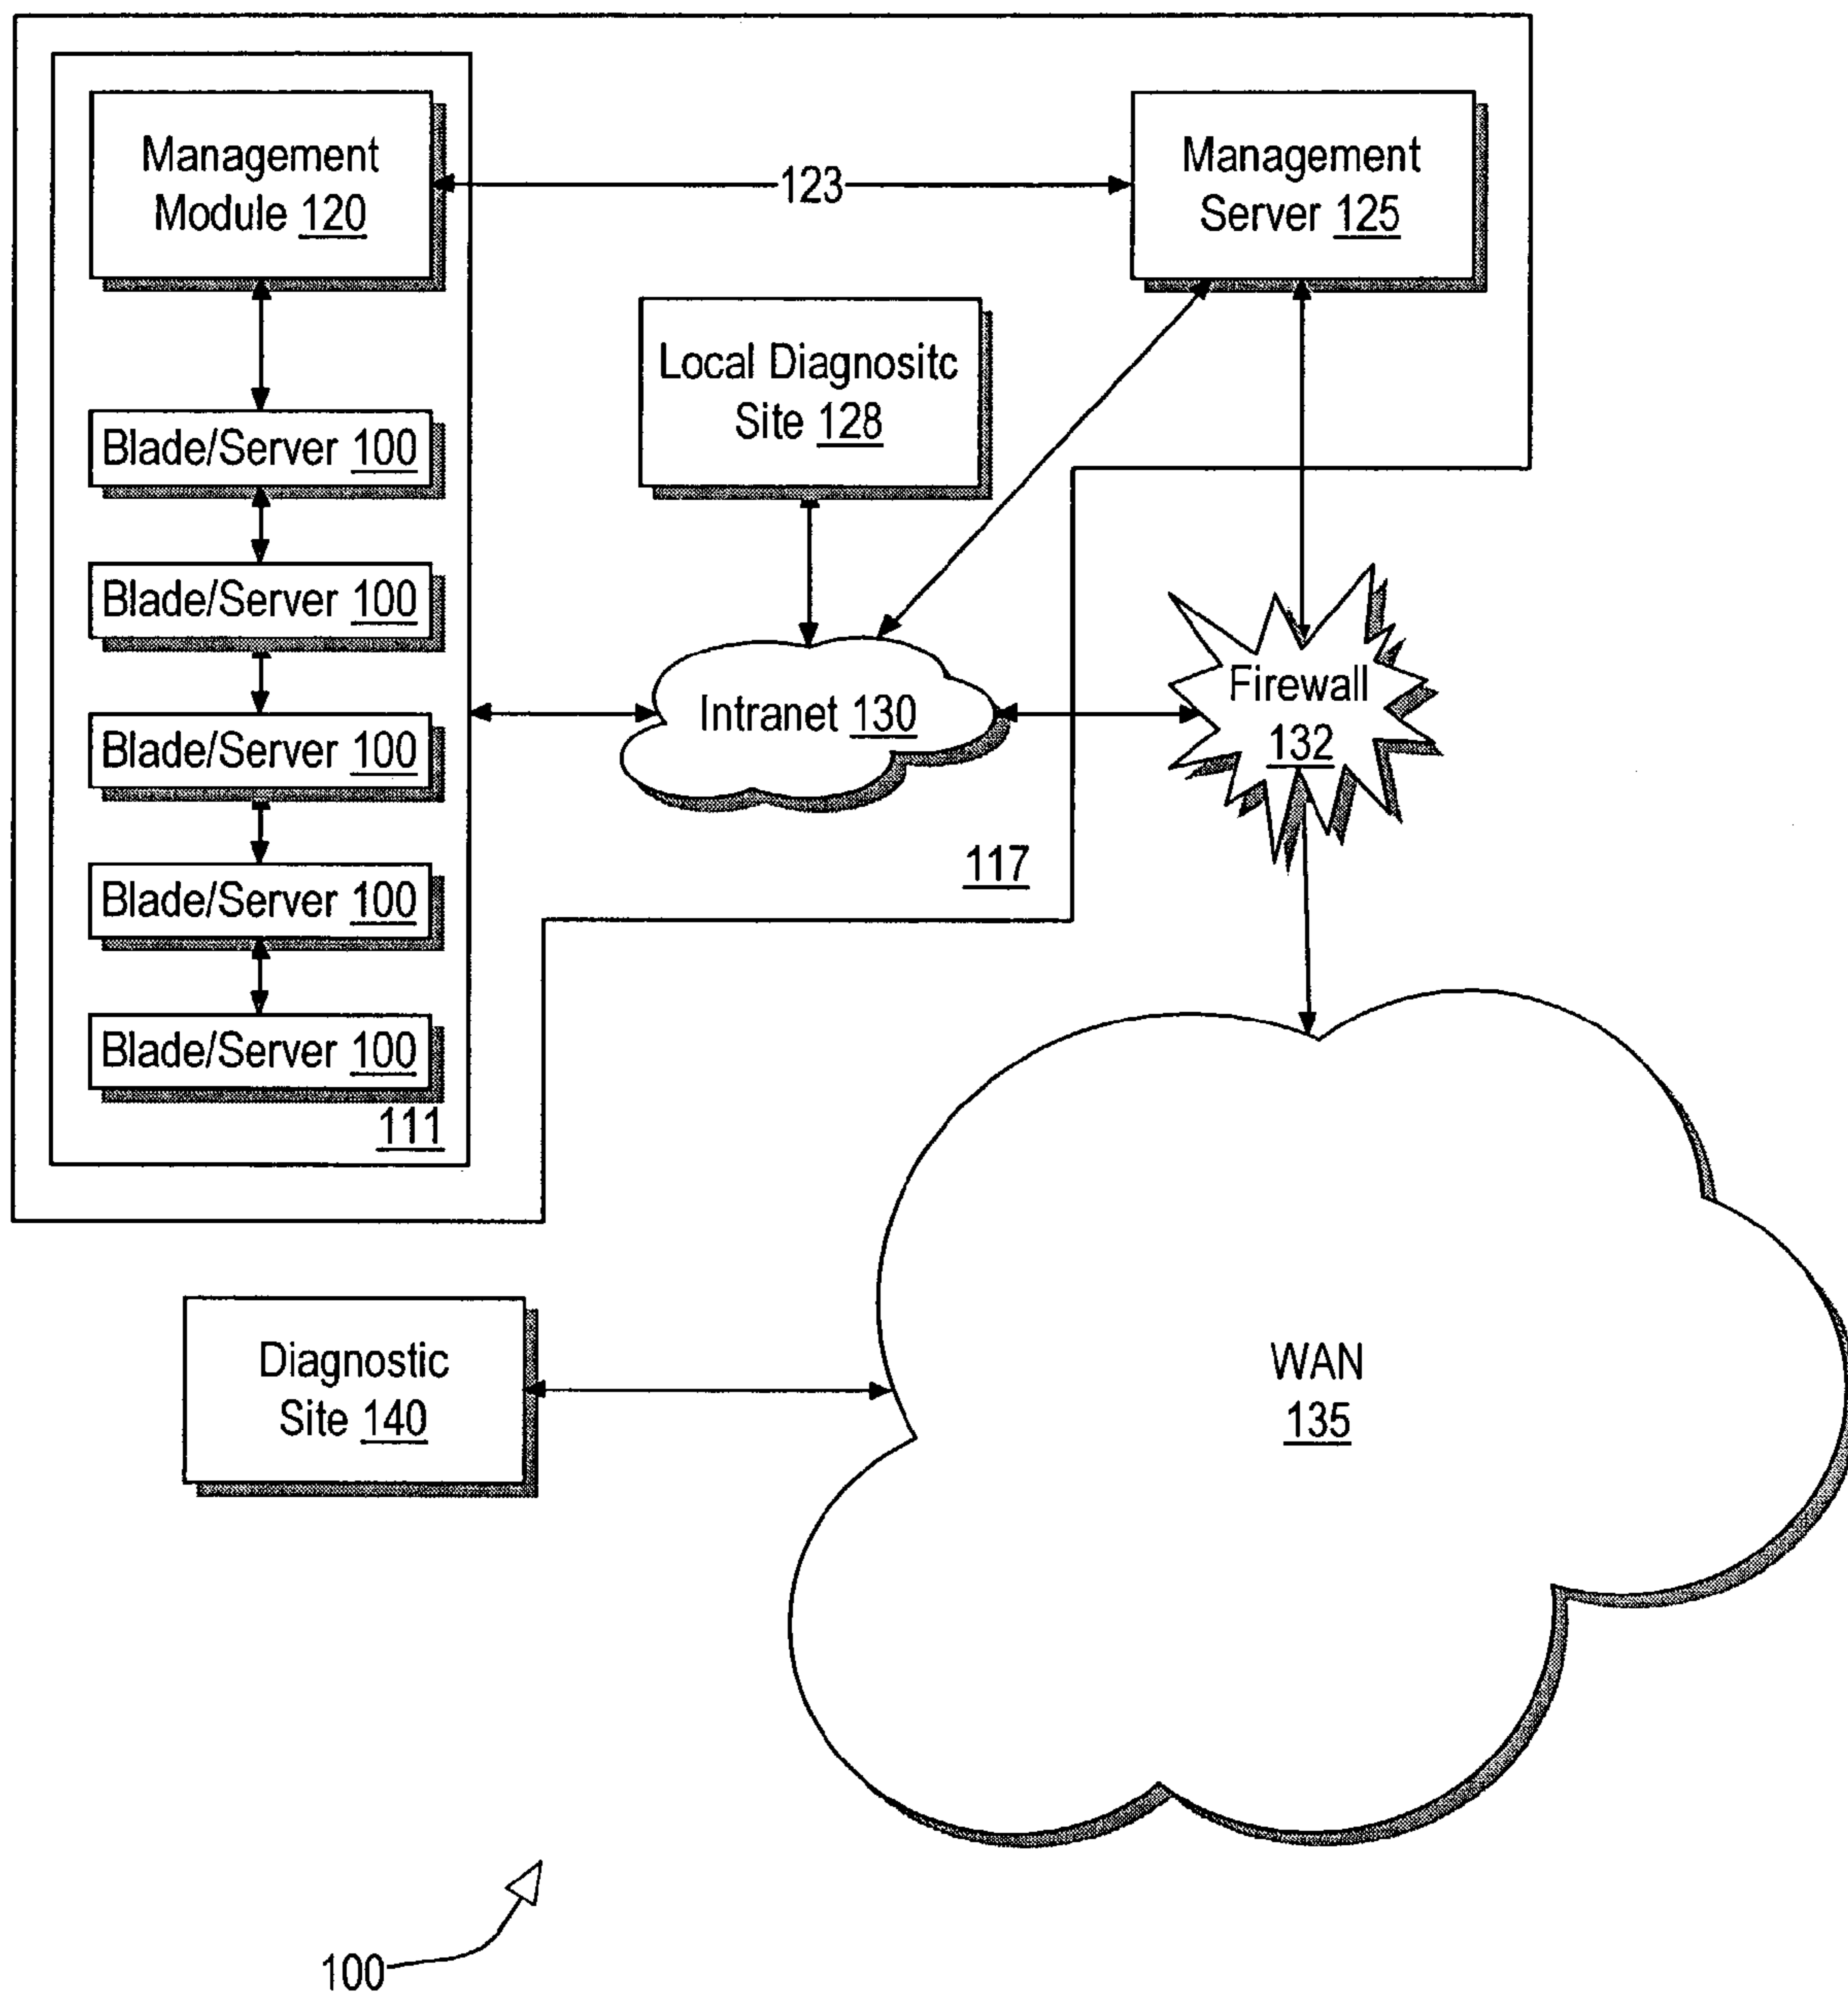 Management
Module 120
123
Management
Server 125
Local Diagnositc
Site 128
Blade/Server 100
Blade/Server 100
Blade/Server 100
Blade/Server 100
Blade/Server 100
111
Intranet 130
Firewall
132
117
Diagnostic
Site 140
WAN
135
100